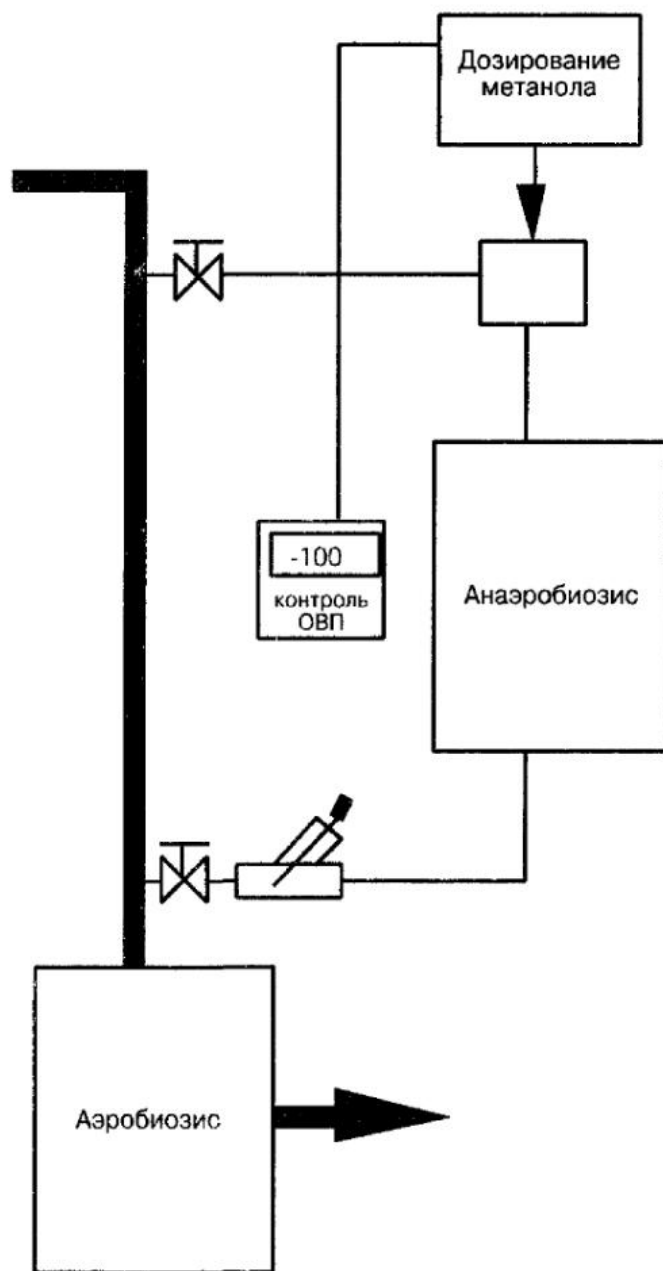 Дозирование
метанола
-100
контроль
ОВП
Анаэробиозис
Аэробиозис